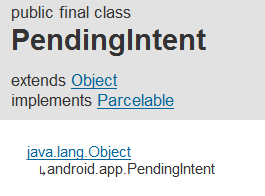 public final class
PendingIntent
extends Object
implements Parcelable
java.lang.Object
↳android.app.PendingIntent